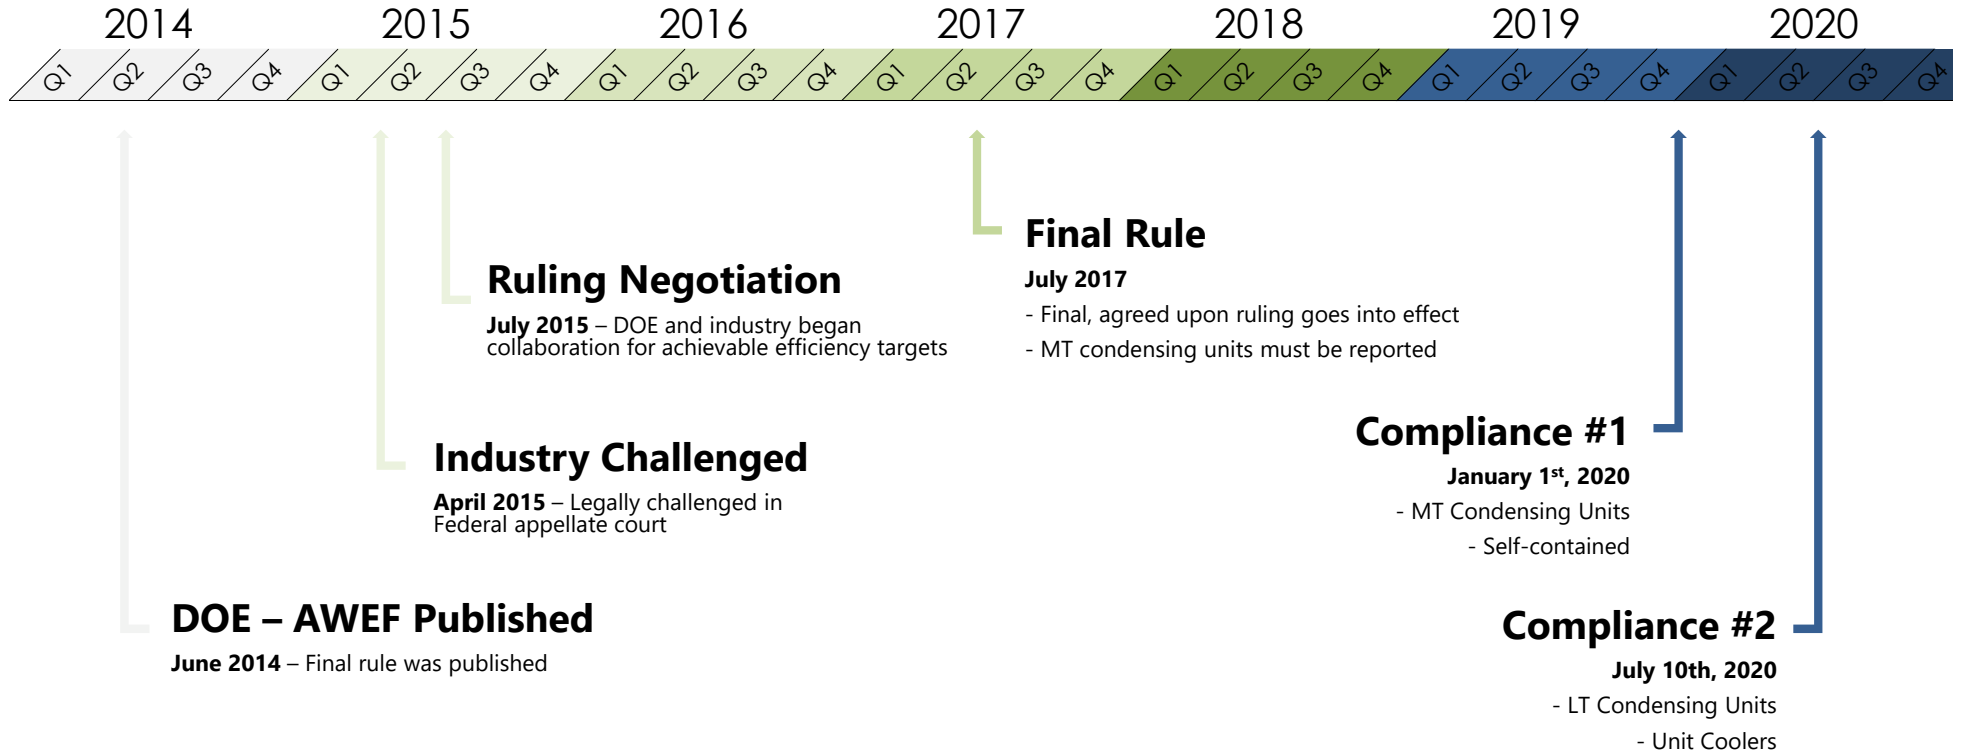 2014 2015 2016 2017 2018 2019 2020
Q1 Q2 Q3 Q4 Q1 Q2 Q3 Q4 Q1 Q2 Q3 Q4 Q1 Q2 Q3 Q4 Q1 Q2 Q3 Q4 Q1 Q2 Q3 Q4 Q1 Q2 Q3 Q4
Final Rule
July 2017
- Final, agreed upon ruling goes into effect
- MT condensing units must be reported
Ruling Negotiation
July 2015 – DOE and industry began
collaboration for achievable efficiency targets
Compliance #1
January 1st, 2020
- MT Condensing Units
- Self-contained
Industry Challenged
April 2015 – Legally challenged in
Federal appellate court
DOE – AWEF Published
June 2014 – Final rule was published
Compliance #2
July 10th, 2020
- LT Condensing Units
- Unit Coolers